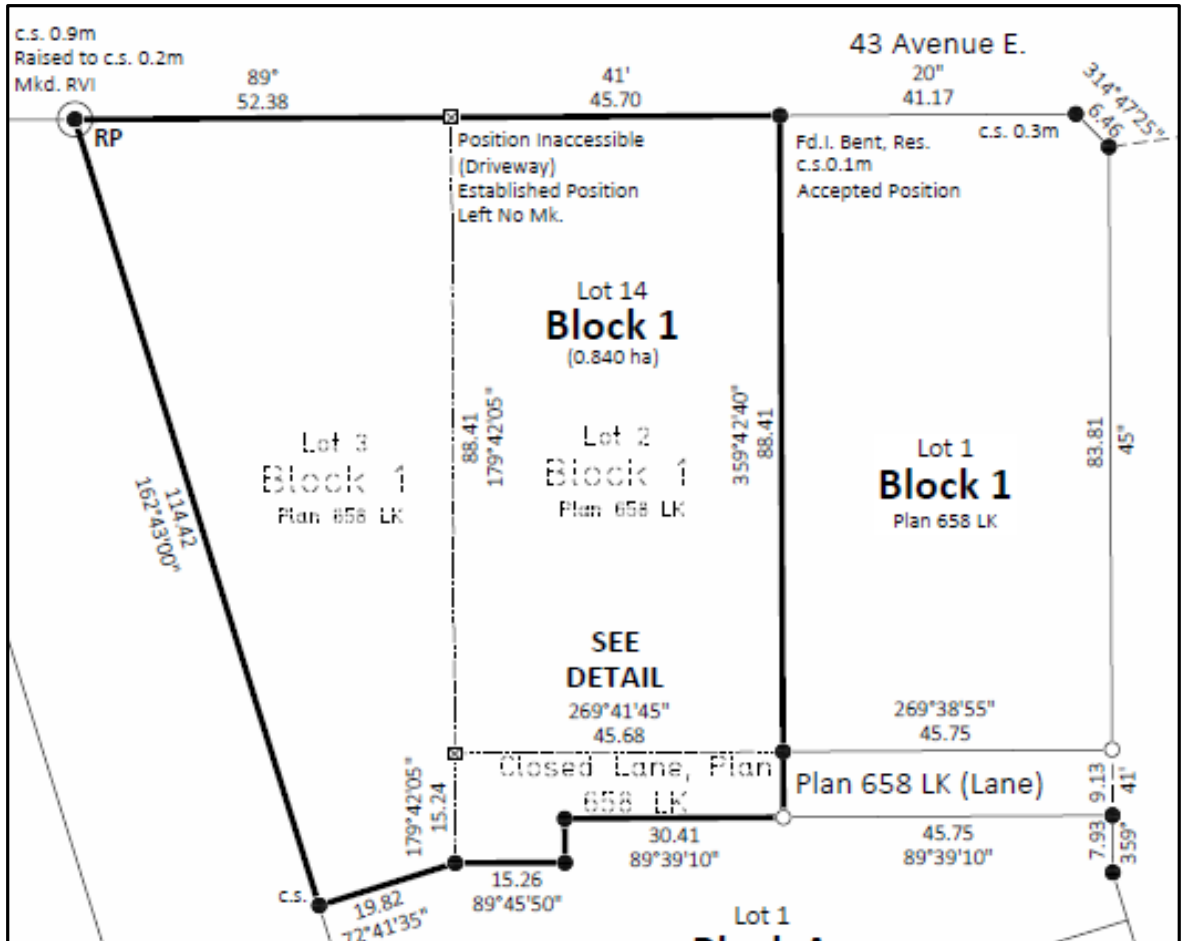 c.s. 0.9m
Raised to c.s. 0.2m
Mkd. RVI
RP
89°
52.38
41'
45.70
43 Avenue E.
20"
41.17
314°47'25"
6.46
c.s. 0.3m
Position Inaccessible
(Driveway)
Established Position
Left No Mk.
Fd.I. Bent, Res.
c.s.0.1m
Accepted Position
Lot 14
Block 1
(0.840 ha)
114.42
162°43'00"
Lot 3
Block 1
Plan 658 LK
88.41
179°42'05"
Lot 2
Block 1
Plan 658 LK
359°42'40"
88.41
Lot 1
Block 1
Plan 658 LK
83.81
45"
SEE
DETAIL
269°41'45"
45.68
269°38'55"
45.75
179°42'05"
15.24
Closed Lane, Plan
658 LK
Plan 658 LK (Lane)
9.13
41'
30.41
89°39'10"
45.75
89°39'10"
7.93
359°
c.s.
19.82
72°41'35"
15.26
89°45'50"
Lot 1